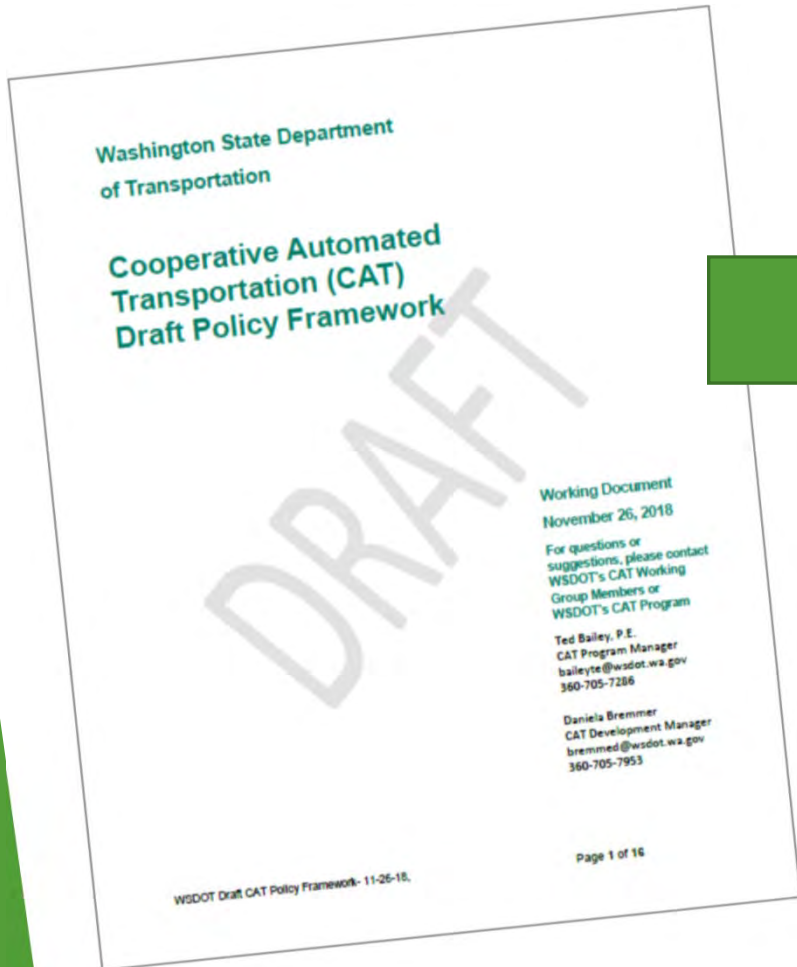 Washington State Department
of Transportation
Cooperative Automated
Transportation (CAT)
Draft Policy Framework
DRAFT
Working Document
November 26, 2018
For questions or
suggestions, please contact
WSDOT's CAT Working
Group Members or
WSDOT's CAT Program
Ted Bailey, P.E.
CAT Program Manager
baileyte@wsdot.wa.gov
360-705-7286
Daniela Bremmer
CAT Development Manager
bremmed@wsdot.wa.gov
360-705-7953
WSDOT Draft CAT Policy Framework- 11-26-18,
Page 1 of 16